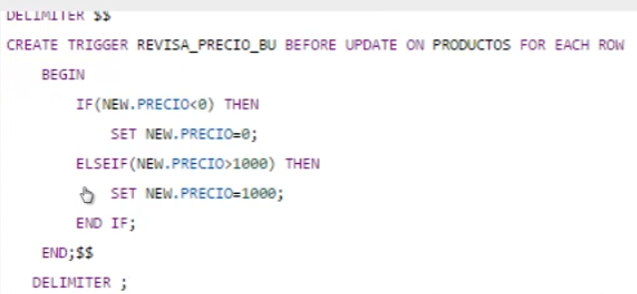 DELIMITER $$
CREATE TRIGGER REVISA_PRECIO_BU BEFORE UPDATE ON PRODUCTOS FOR EACH ROW
BEGIN
IF(NEW.PRECIO<0) THEN
SET NEW.PRECIO=0;
ELSEIF(NEW.PRECIO>1000) THEN
SET NEW.PRECIO=1000;
END IF;
END;$$
DELIMITER ;